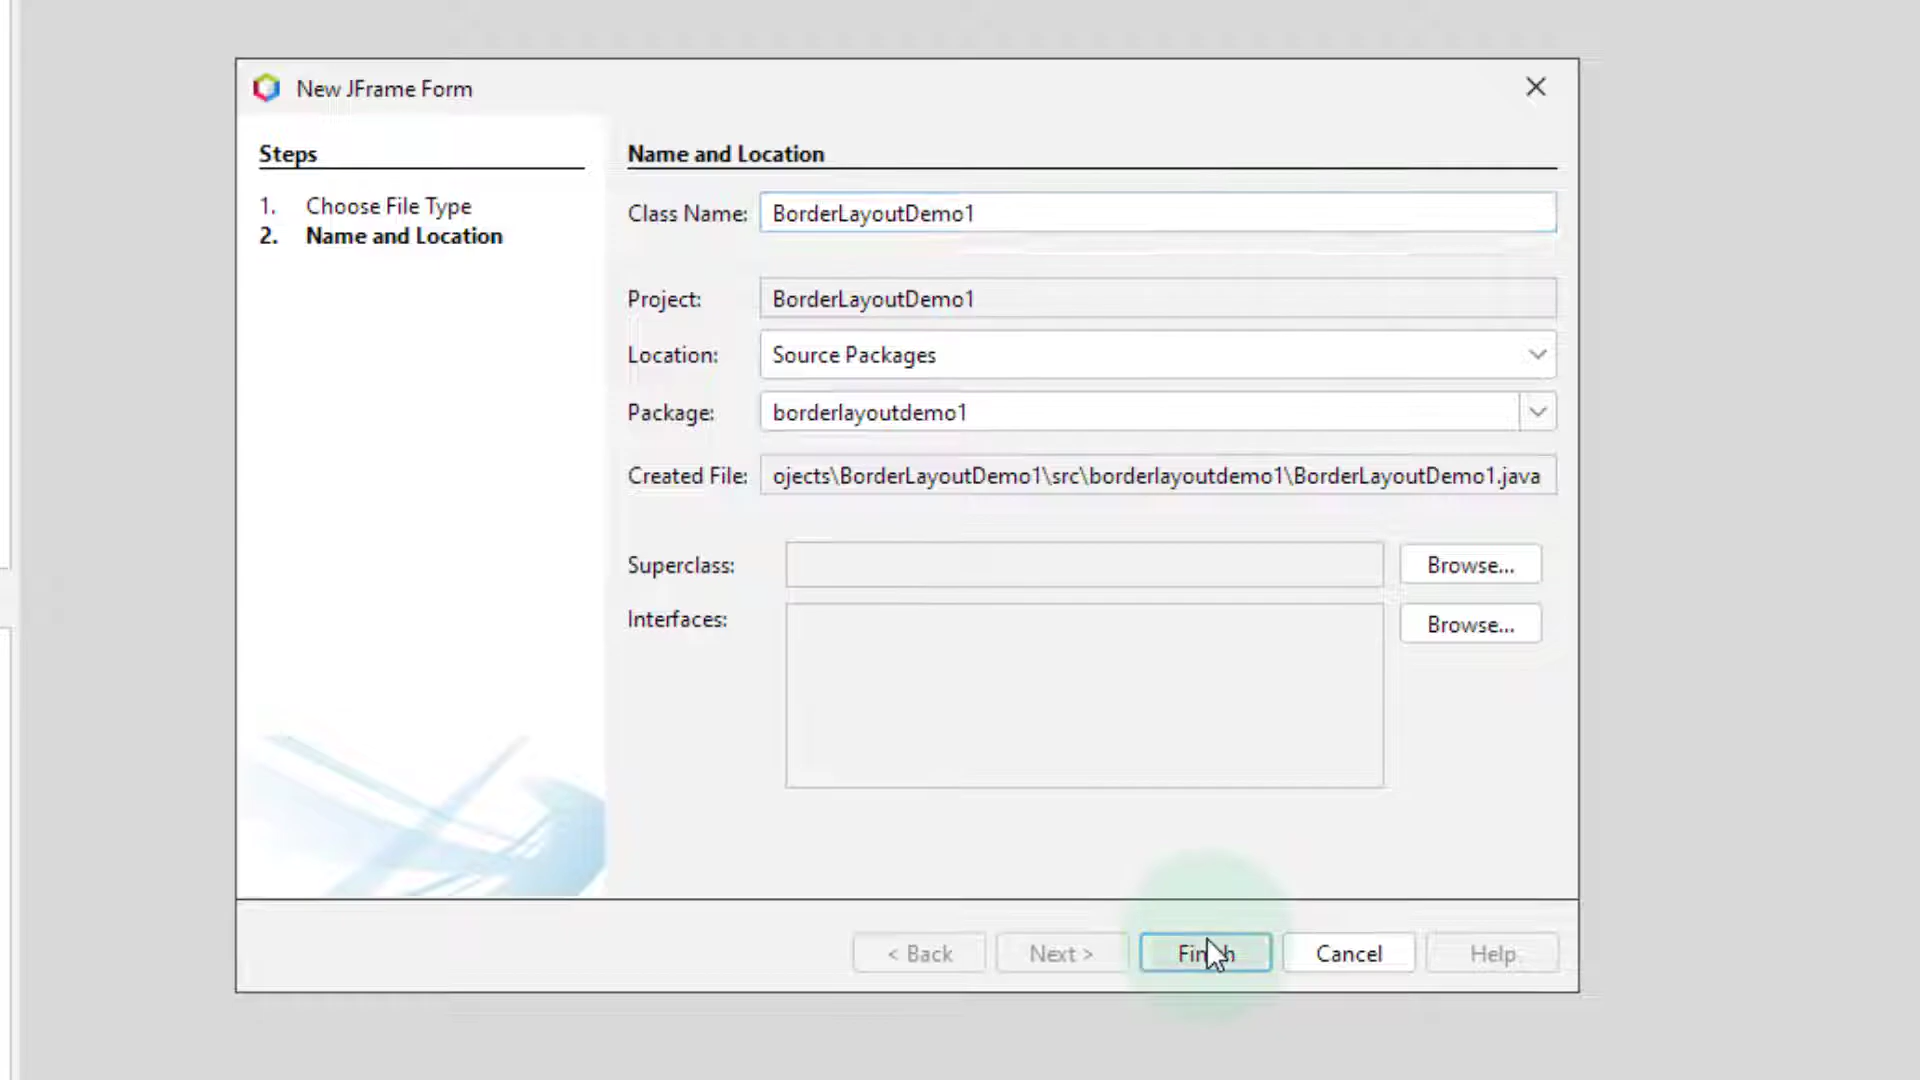 New JFrame Form
Steps
1. Choose File Type
2. Name and Location
Name and Location
Class Name: BorderLayoutDemo1
Project: BorderLayoutDemo1
Location: Source Packages
Package: borderlayoutdemo1
Created File: ojects\BorderLayoutDemo1\src\borderlayoutdemo1\BorderLayoutDemo1.java
Superclass: Browse...
Interfaces: Browse...
< Back Next > Finish Cancel Help